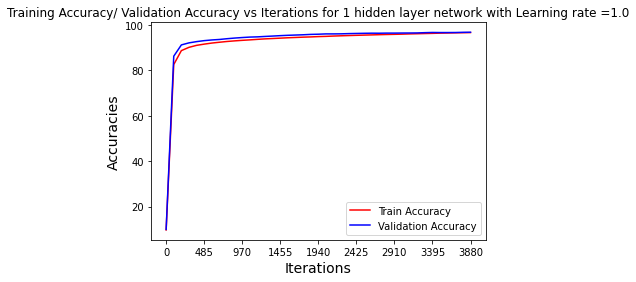 Training Accuracy/ Validation Accuracy vs Iterations for 1 hidden layer network with Learning rate =1.0
100
80
60
40
20
Accuracies
Train Accuracy
Validation Accuracy
0 485 970 1455 1940 2425 2910 3395 3880
Iterations